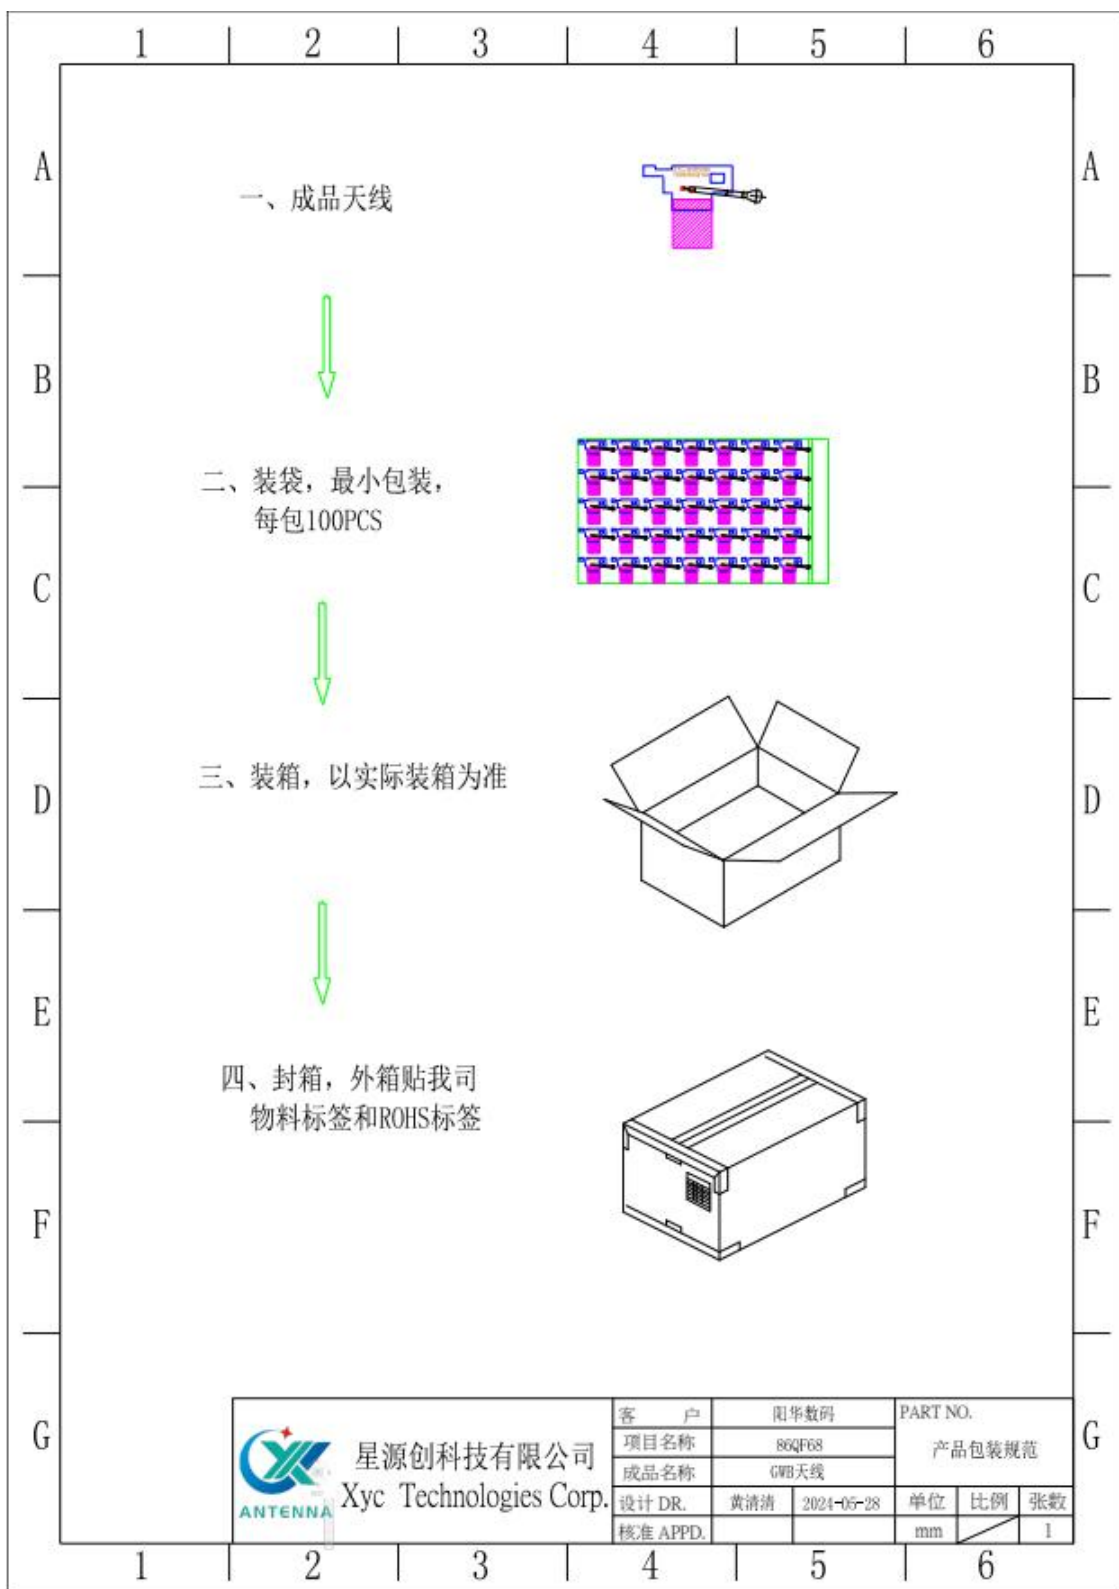 1 2 3 4 5 6
A A
一、成品天线
B B
二、装袋，最小包装，
每包100PCS
C C
三、装箱，以实际装箱为准
D D
E E
四、封箱，外箱贴我司
物料标签和ROHS标签
F F
G G
ANTENNA
星源创科技有限公司
Xyc Technologies Corp.
客 户 阳华数码 PART NO.
项目名称 86QF68 产品包装规范
成品名称 GWB天线
设计 DR. 黄清清 2024-05-28 单位 比例 张数
核准 APPD. mm 1
1 2 3 4 5 6